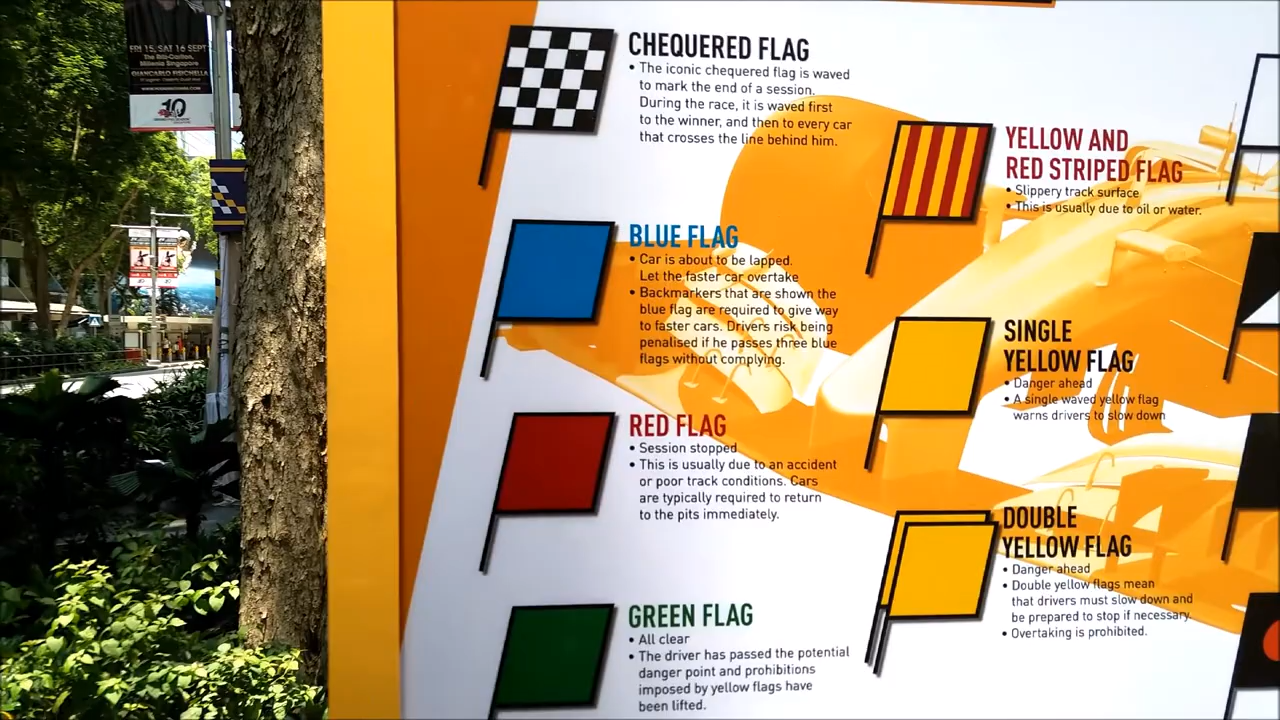 FRI 15, SAT 16 SEPT
The Ritz-Carlton,
Millenia Singapore
GIANCARLO FISICHELLA
10
CHEQUERED FLAG
• The iconic chequered flag is waved
to mark the end of a session.
During the race, it is waved first
to the winner, and then to every car
that crosses the line behind him.
BLUE FLAG
• Car is about to be lapped.
Let the faster car overtake
• Backmarkers that are shown the
blue flag are required to give way
to faster cars. Drivers risk being
penalised if he passes three blue
flags without complying.
RED FLAG
• Session stopped
• This is usually due to an accident
or poor track conditions. Cars
are typically required to return
to the pits immediately.
GREEN FLAG
• All clear
• The driver has passed the potential
danger point and prohibitions
imposed by yellow flags have
been lifted.
YELLOW AND
RED STRIPED FLAG
• Slippery track surface
• This is usually due to oil or water.
SINGLE
YELLOW FLAG
• Danger ahead
• A single waved yellow flag
warns drivers to slow down
DOUBLE
YELLOW FLAG
• Danger ahead
• Double yellow flags mean
that drivers must slow down and
be prepared to stop if necessary.
• Overtaking is prohibited.